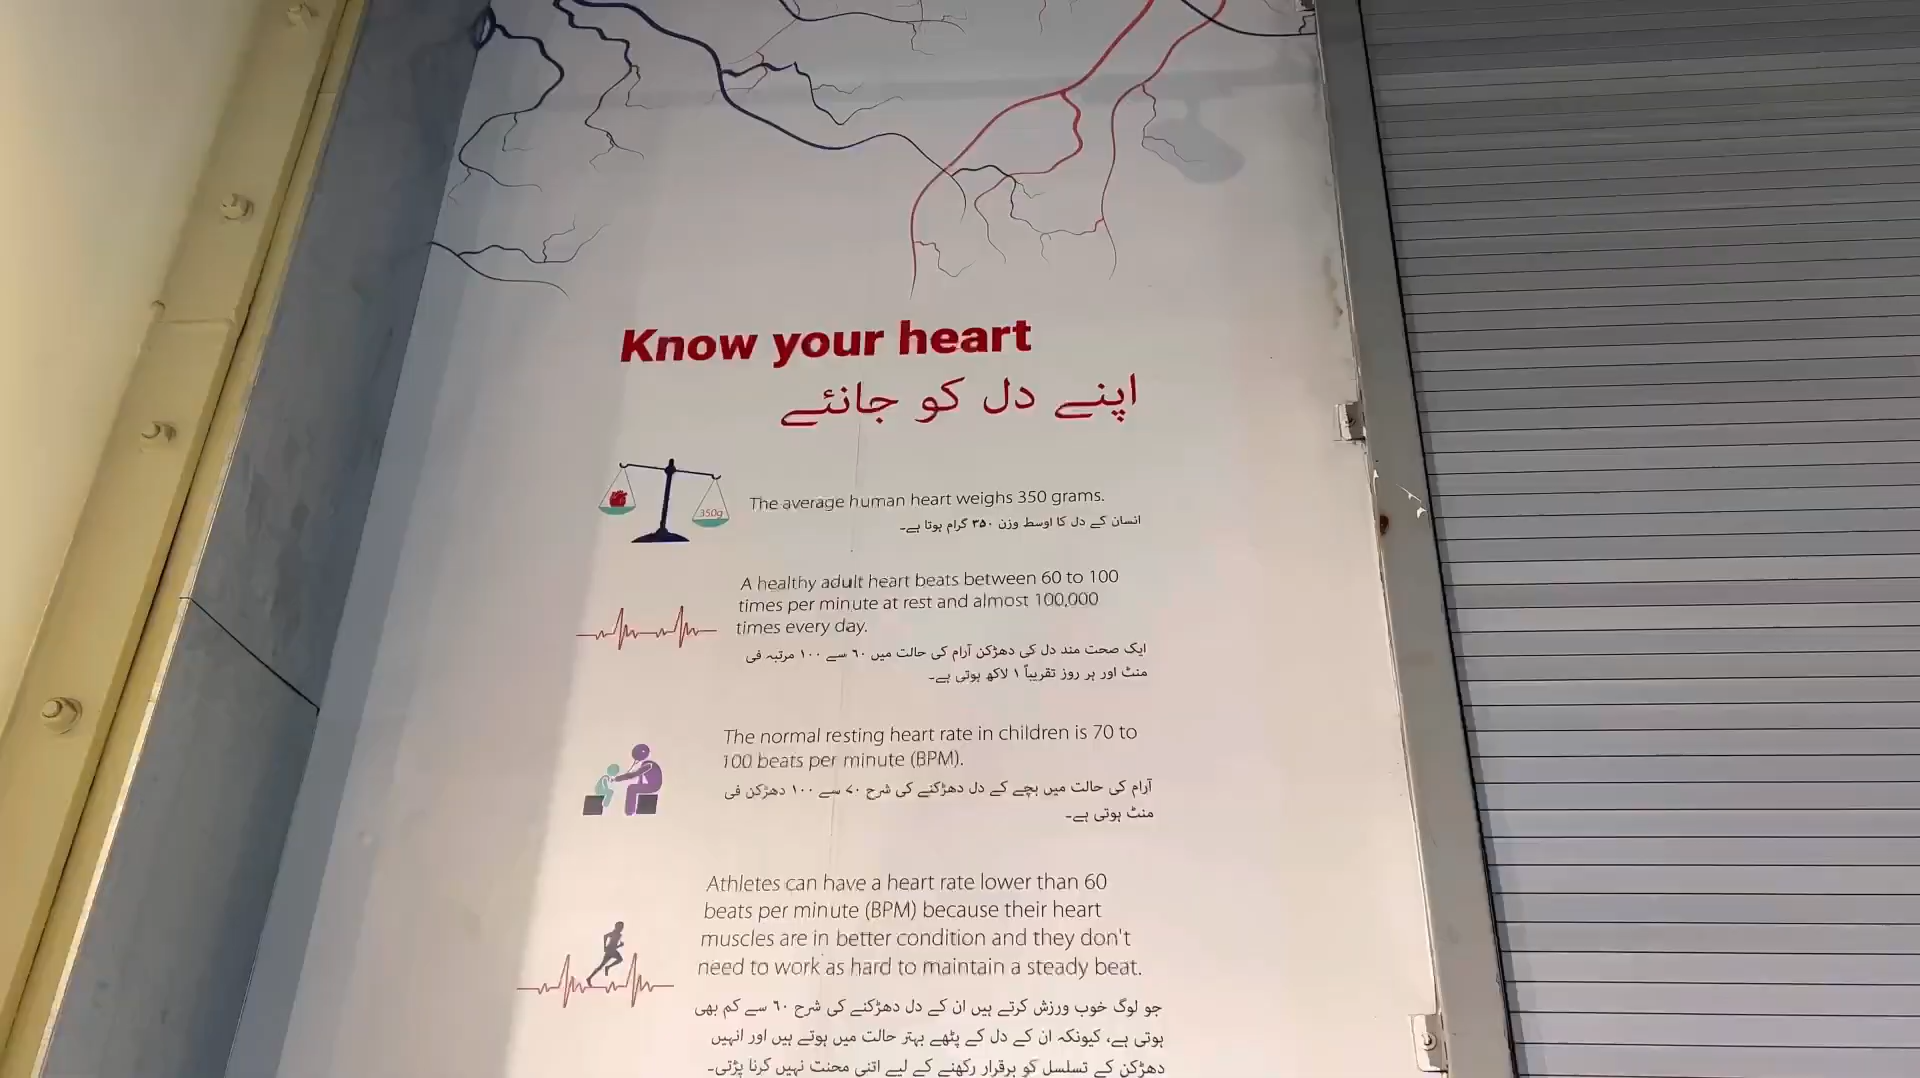 Know your heart
اپنے دل کو جانئے
350g
The average human heart weighs 350 grams.
انسان کے دل کا اوسط وزن ۳۵۰ گرام ہوتا ہے۔
A healthy adult heart beats between 60 to 100
times per minute at rest and almost 100,000
times every day.
ایک صحت مند دل کی دھڑکن آرام کی حالت میں ٦٠ سے ١٠٠ مرتبہ فی
منٹ اور ہر روز تقریباً ١ لاکھ ہوتی ہے۔
The normal resting heart rate in children is 70 to
100 beats per minute (BPM).
آرام کی حالت میں بچے کے دل دھڑکنے کی شرح ۷۰ سے ١٠٠ دھڑکن فی
منٹ ہوتی ہے۔
Athletes can have a heart rate lower than 60
beats per minute (BPM) because their heart
muscles are in better condition and they don't
need to work as hard to maintain a steady beat.
جو لوگ خوب ورزش کرتے ہیں ان کے دل دھڑکنے کی شرح ٦٠ سے کم بھی
ہوتی ہے، کیونکہ ان کے دل کے پٹھے بہتر حالت میں ہوتے ہیں اور انہیں
دھڑکن کے تسلسل کو برقرار رکھنے کے لیے اتنی محنت نہیں کرنا پڑتی۔